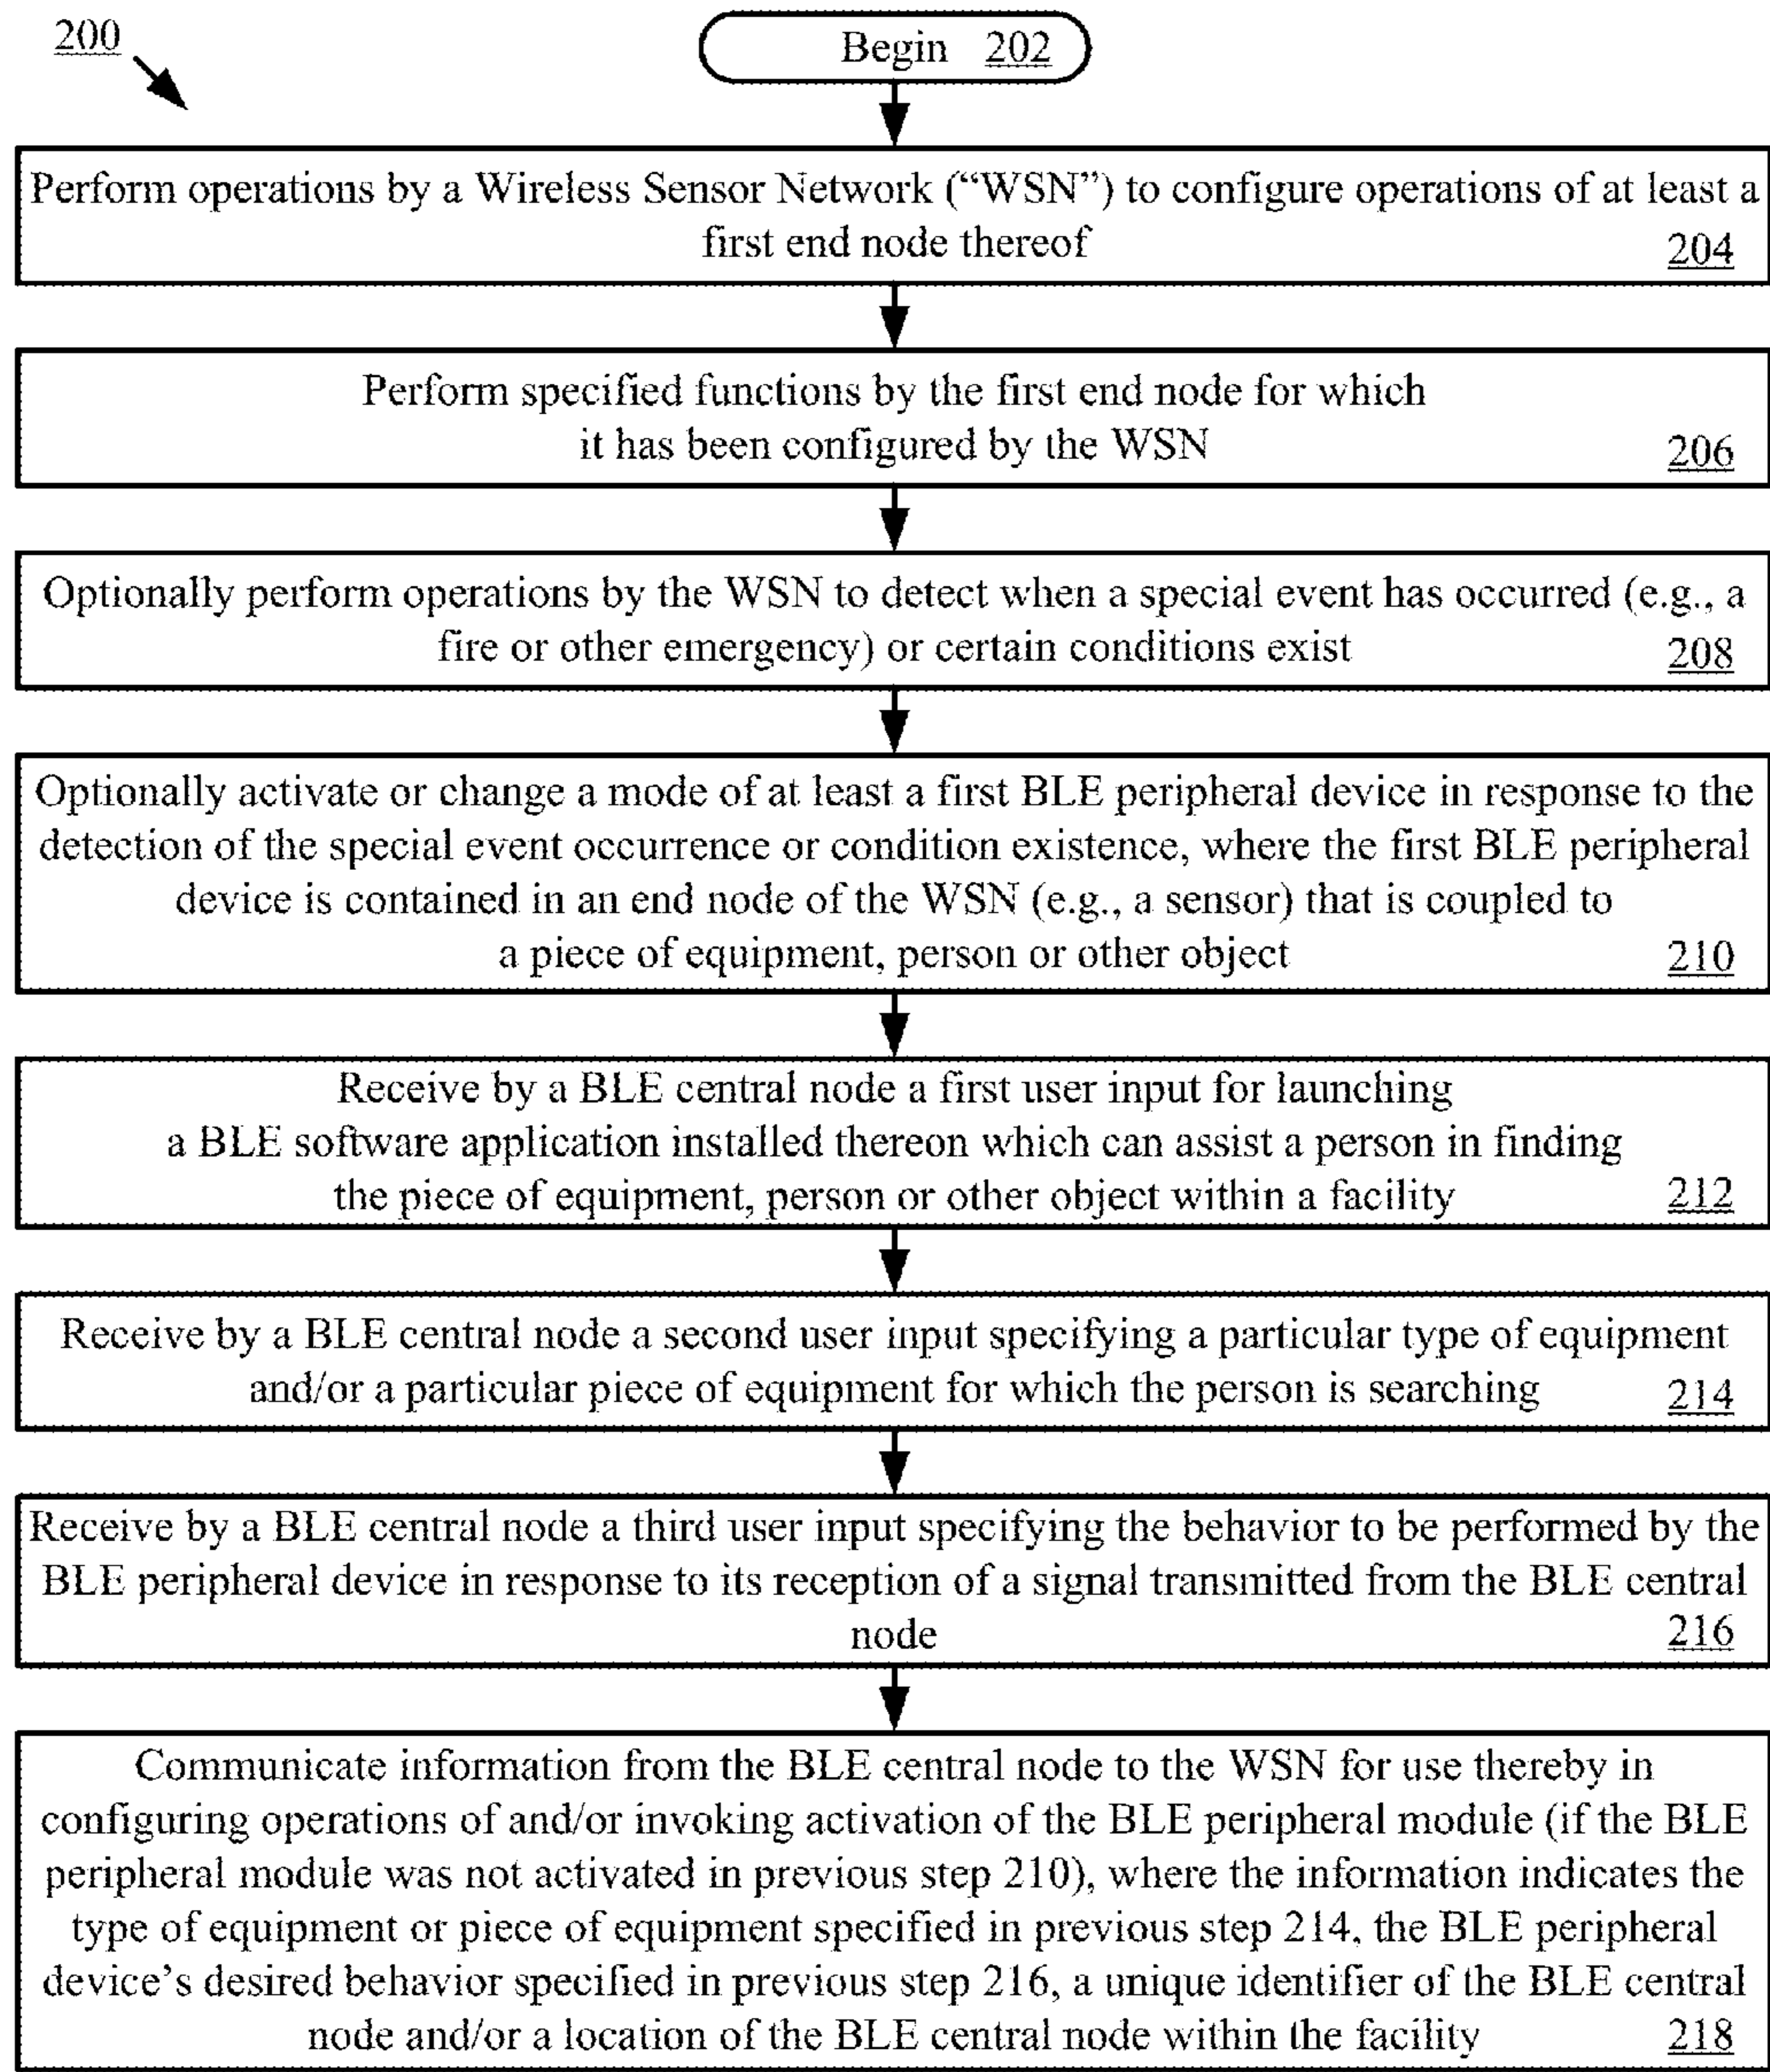 200
Begin 202
Perform operations by a Wireless Sensor Network (“WSN”) to configure operations of at least a
first end node thereof 204
Perform specified functions by the first end node for which
it has been configured by the WSN 206
Optionally perform operations by the WSN to detect when a special event has occurred (e.g., a
fire or other emergency) or certain conditions exist 208
Optionally activate or change a mode of at least a first BLE peripheral device in response to the
detection of the special event occurrence or condition existence, where the first BLE peripheral
device is contained in an end node of the WSN (e.g., a sensor) that is coupled to
a piece of equipment, person or other object 210
Receive by a BLE central node a first user input for launching
a BLE software application installed thereon which can assist a person in finding
the piece of equipment, person or other object within a facility 212
Receive by a BLE central node a second user input specifying a particular type of equipment
and/or a particular piece of equipment for which the person is searching 214
Receive by a BLE central node a third user input specifying the behavior to be performed by the
BLE peripheral device in response to its reception of a signal transmitted from the BLE central
node 216
Communicate information from the BLE central node to the WSN for use thereby in
configuring operations of and/or invoking activation of the BLE peripheral module (if the BLE
peripheral module was not activated in previous step 210), where the information indicates the
type of equipment or piece of equipment specified in previous step 214, the BLE peripheral
device’s desired behavior specified in previous step 216, a unique identifier of the BLE central
node and/or a location of the BLE central node within the facility 218